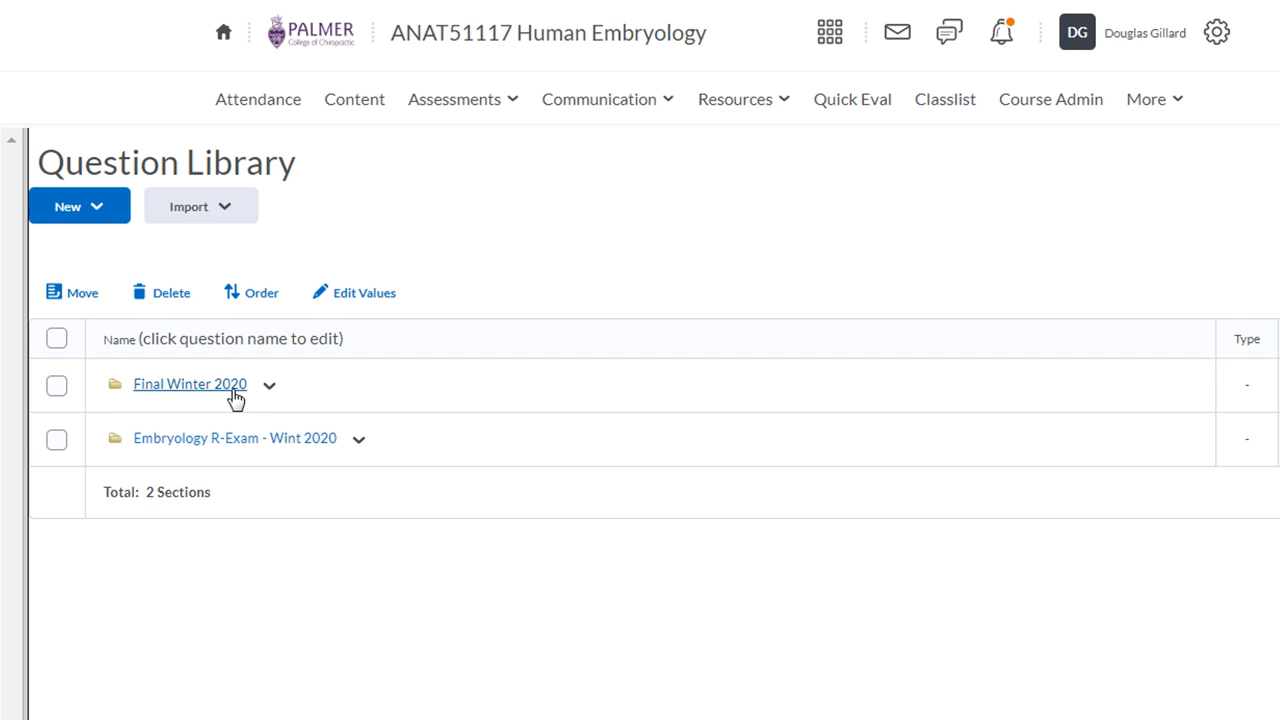 PALMER
College of Chiropractic
ANAT51117 Human Embryology
DG
Douglas Gillard
Attendance
Content
Assessments
Communication
Resources
Quick Eval
Classlist
Course Admin
More
Question Library
New
Import
Move
Delete
Order
Edit Values
Name (click question name to edit)
Type
Final Winter 2020
-
Embryology R-Exam - Wint 2020
-
Total: 2 Sections